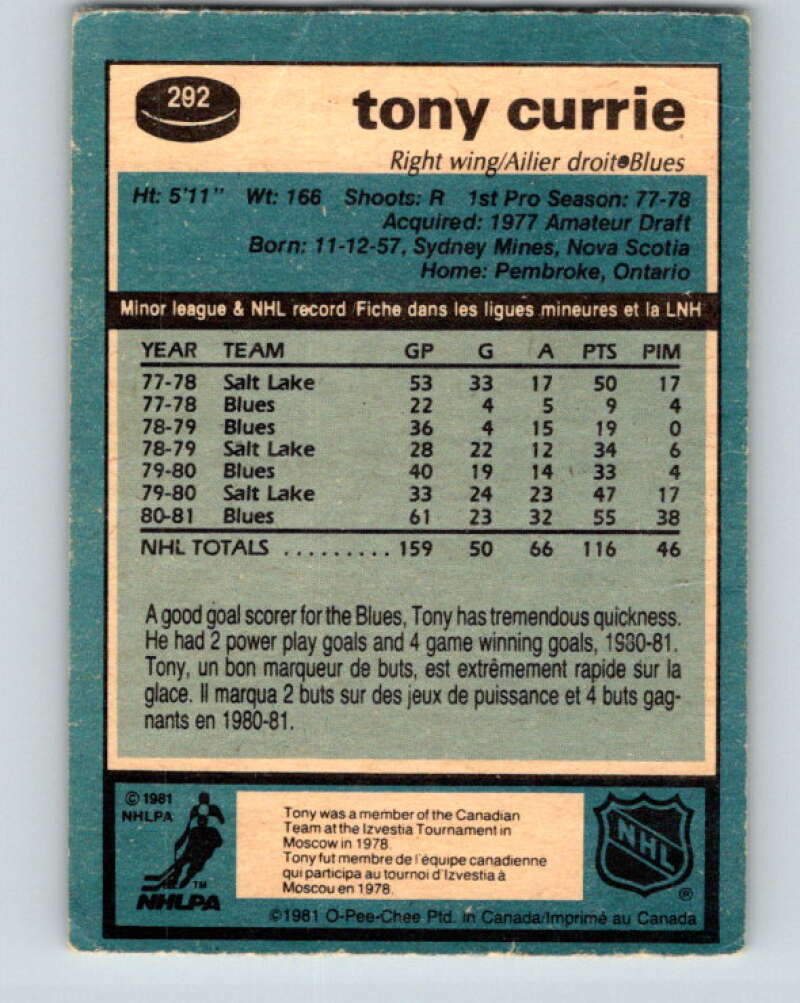 292
tony currie
Right wing/Ailier droit•Blues
Ht: 5'11" Wt: 166 Shoots: R 1st Pro Season: 77-78
Acquired: 1977 Amateur Draft
Born: 11-12-57, Sydney Mines, Nova Scotia
Home: Pembroke, Ontario
Minor league & NHL record/Fiche dans les ligues mineures et la LNH
YEAR TEAM GP G A PTS PIM
77-78 Salt Lake 53 33 17 50 17
77-78 Blues 22 4 5 9 4
78-79 Blues 36 4 15 19 0
78-79 Salt Lake 28 22 12 34 6
79-80 Blues 40 19 14 33 4
79-80 Salt Lake 33 24 23 47 17
80-81 Blues 61 23 32 55 38
NHL TOTALS ......... 159 50 66 116 46
A good goal scorer for the Blues, Tony has tremendous quickness.
He had 2 power play goals and 4 game winning goals, 1980-81.
Tony, un bon marqueur de buts, est extrêmement rapide sur la
glace. Il marqua 2 buts sur des jeux de puissance et 4 buts gag-
nants en 1980-81.
© 1981
NHLPA
TM
NHLPA
Tony was a member of the Canadian
Team at the Izvestia Tournament in
Moscow in 1978.
Tony fut membre de l'équipe canadienne
qui participa au tournoi d'Izvestia à
Moscou en 1978.
NHL
®
©1981 O-Pee-Chee Ptd. in Canada/Imprimé au Canada